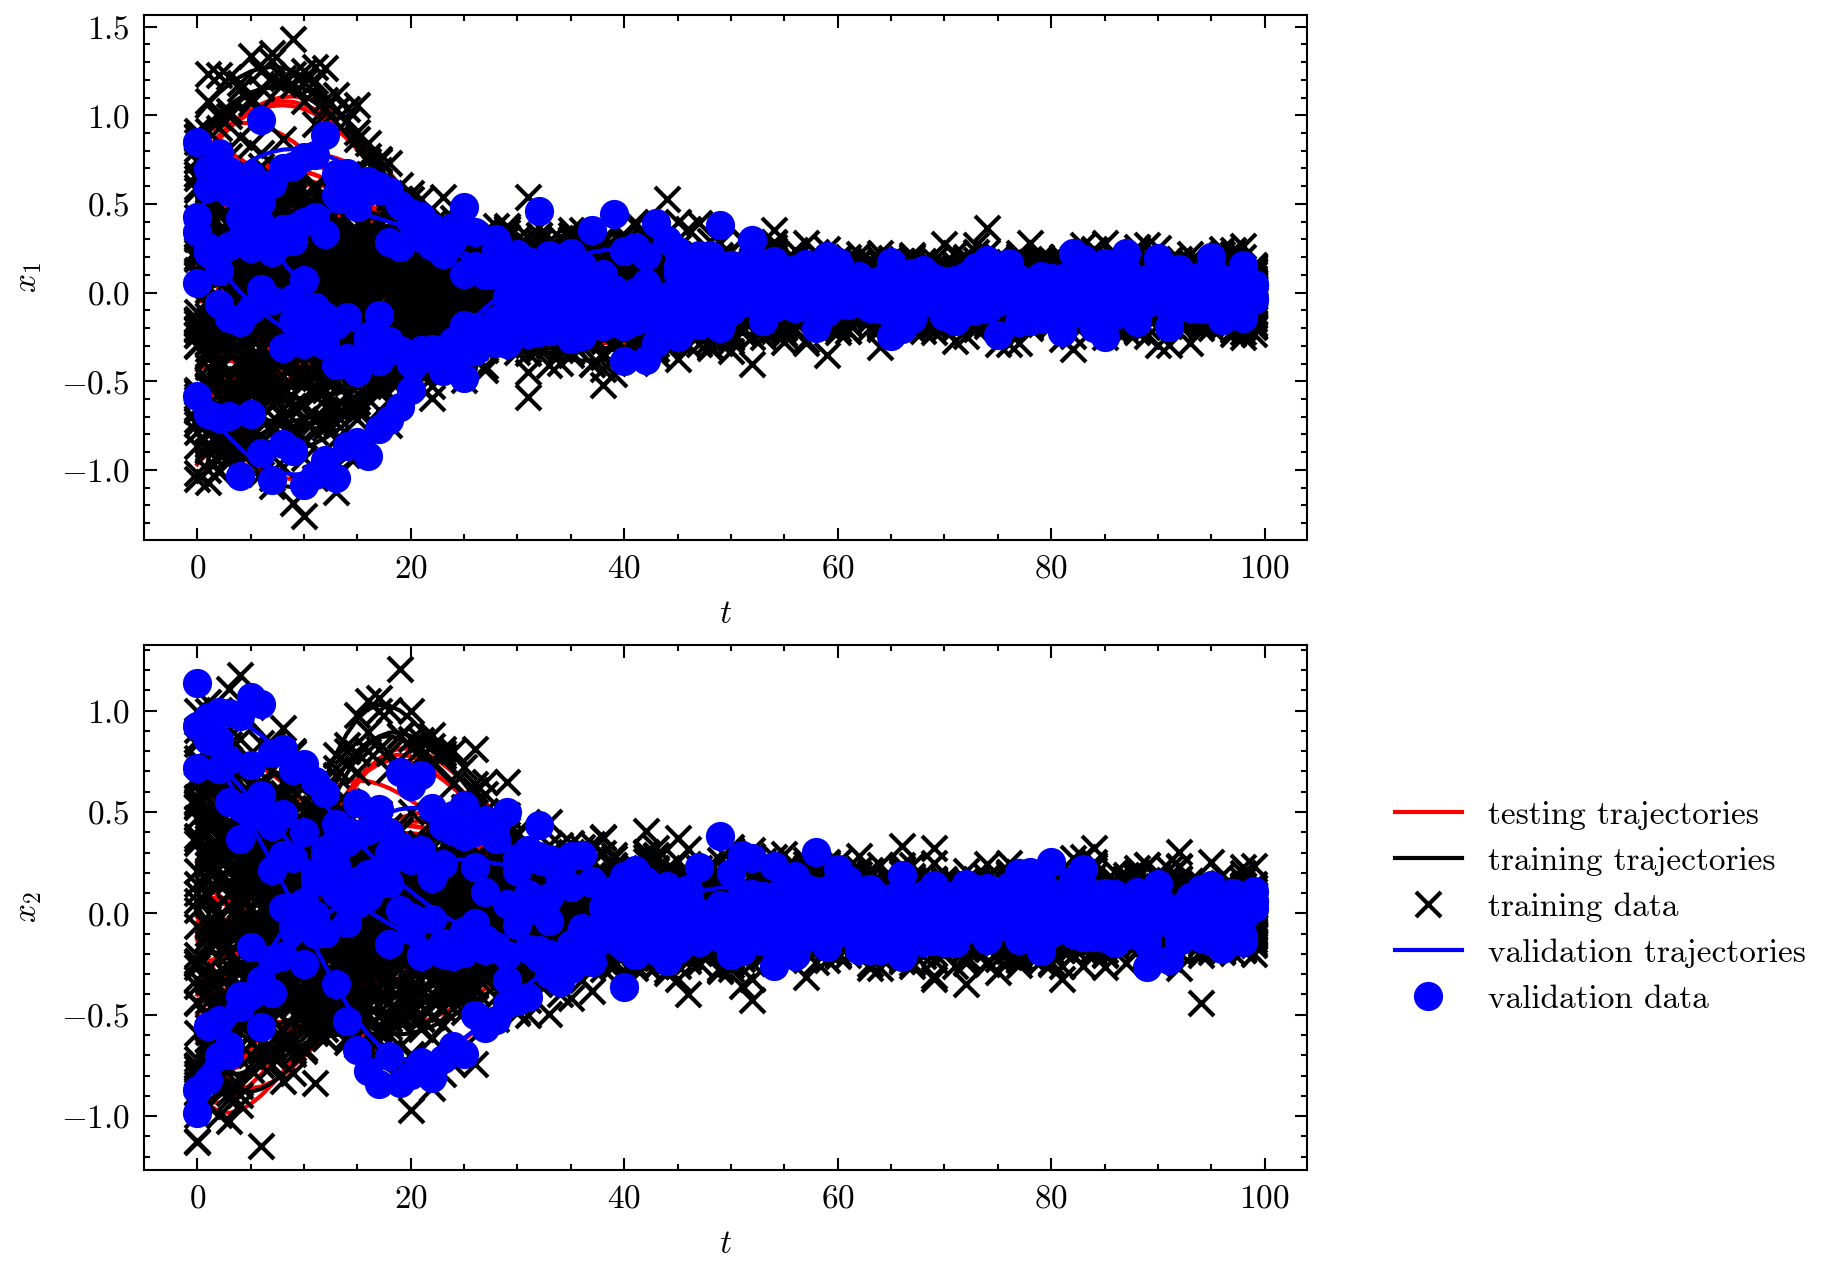 1.5
1.0
0.5
0.0
−0.5
−1.0
x1
0 20 40 60 80 100
t
1.0
0.5
0.0
−0.5
−1.0
x2
0 20 40 60 80 100
t
testing trajectories
training trajectories
training data
validation trajectories
validation data